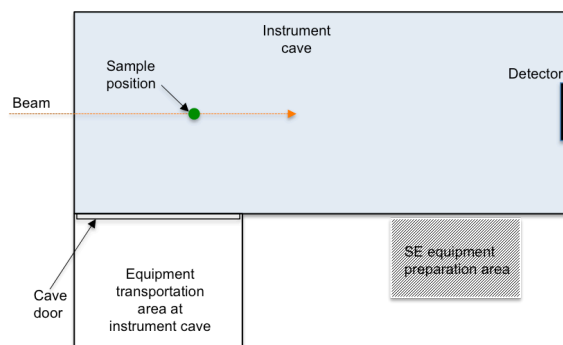 Instrument
cave
Sample
position
Detector
Beam
SE equipment
preparation area
Equipment
transportation
area at
instrument cave
Cave
door